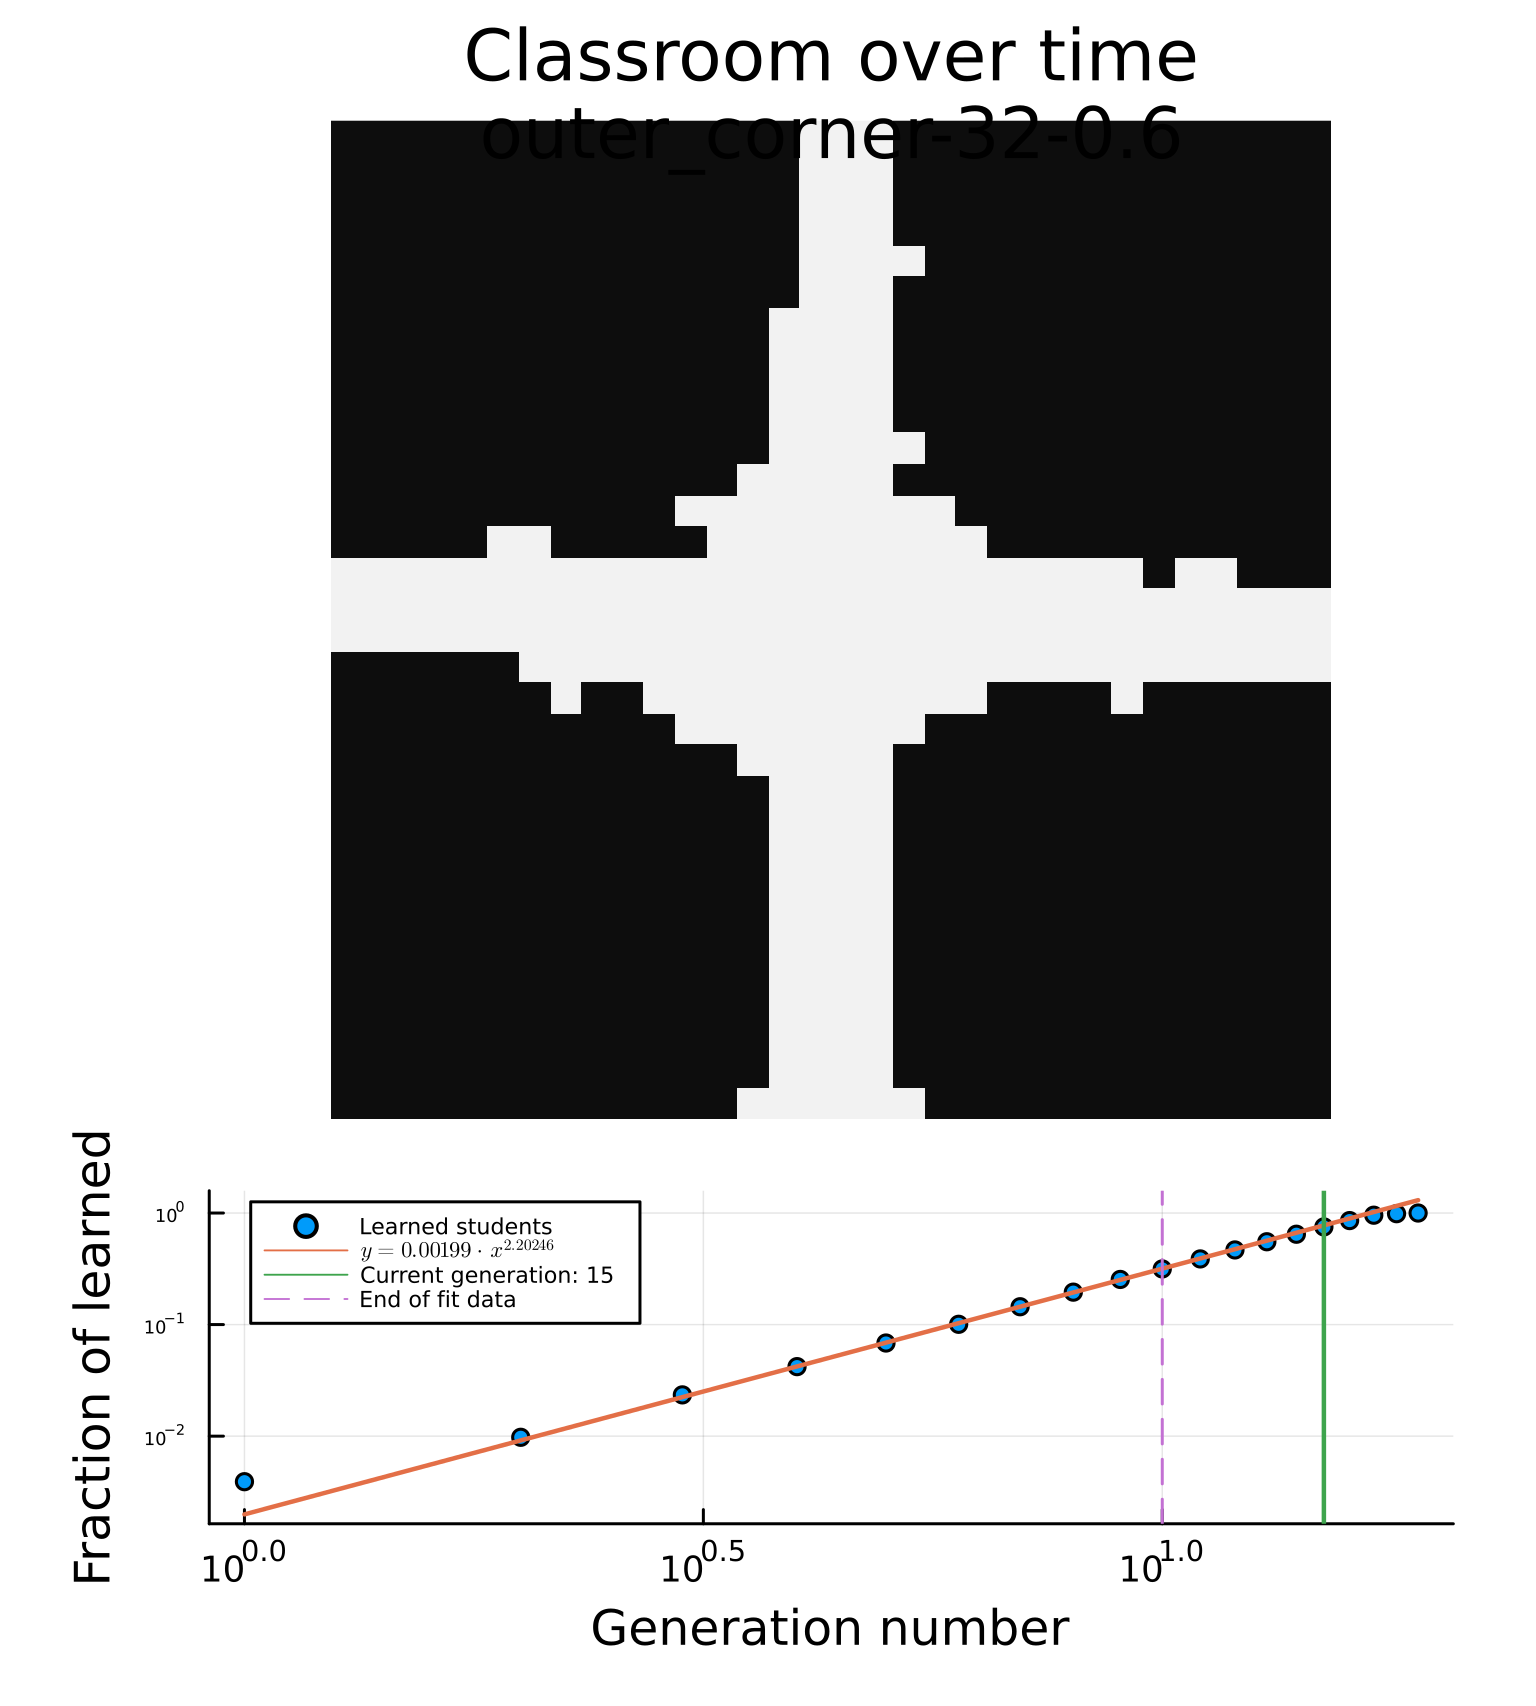 Classroom over time
outer_corner-32-0.6
Fraction of learned
10⁰
10⁻¹
10⁻²
Learned students
y = 0.00199 · x^2.20246
Current generation: 15
End of fit data
10^0.0 10^0.5 10^1.0
Generation number